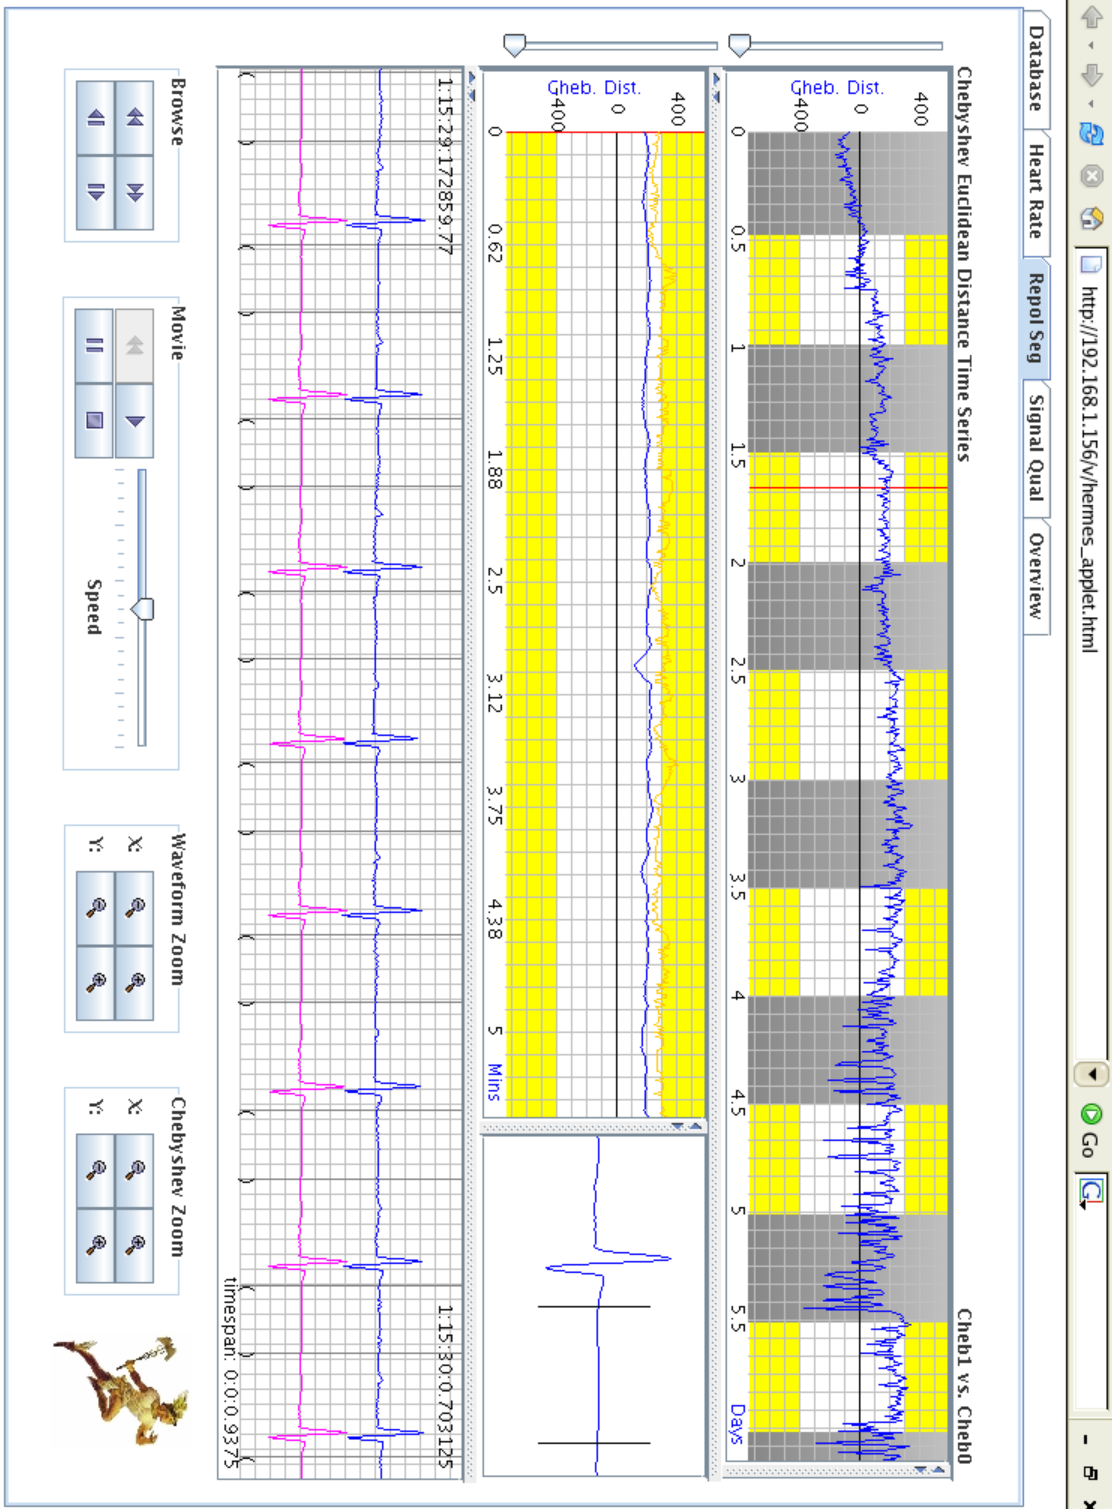 http://192.168.1.156/v/hermes_applet.html Go G
Database Heart Rate Repol Seg Signal Qual Overview
Chebyshev Euclidean Distance Time Series Cheb1 vs. Cheb0
400
0
400
Gheb. Dist.
0 0.5 1 1.5 2 2.5 3 3.5 4 4.5 5 5.5 Days
400
0
400
Gheb. Dist.
0 0.62 1.25 1.88 2.5 3.12 3.75 4.38 5 Mins
1:15:29:172859.77 1:15:30:0.703125
timespan: 0:0:0.9375
Browse Movie Waveform Zoom Chebyshev Zoom
X: X:
Y: Y:
Speed